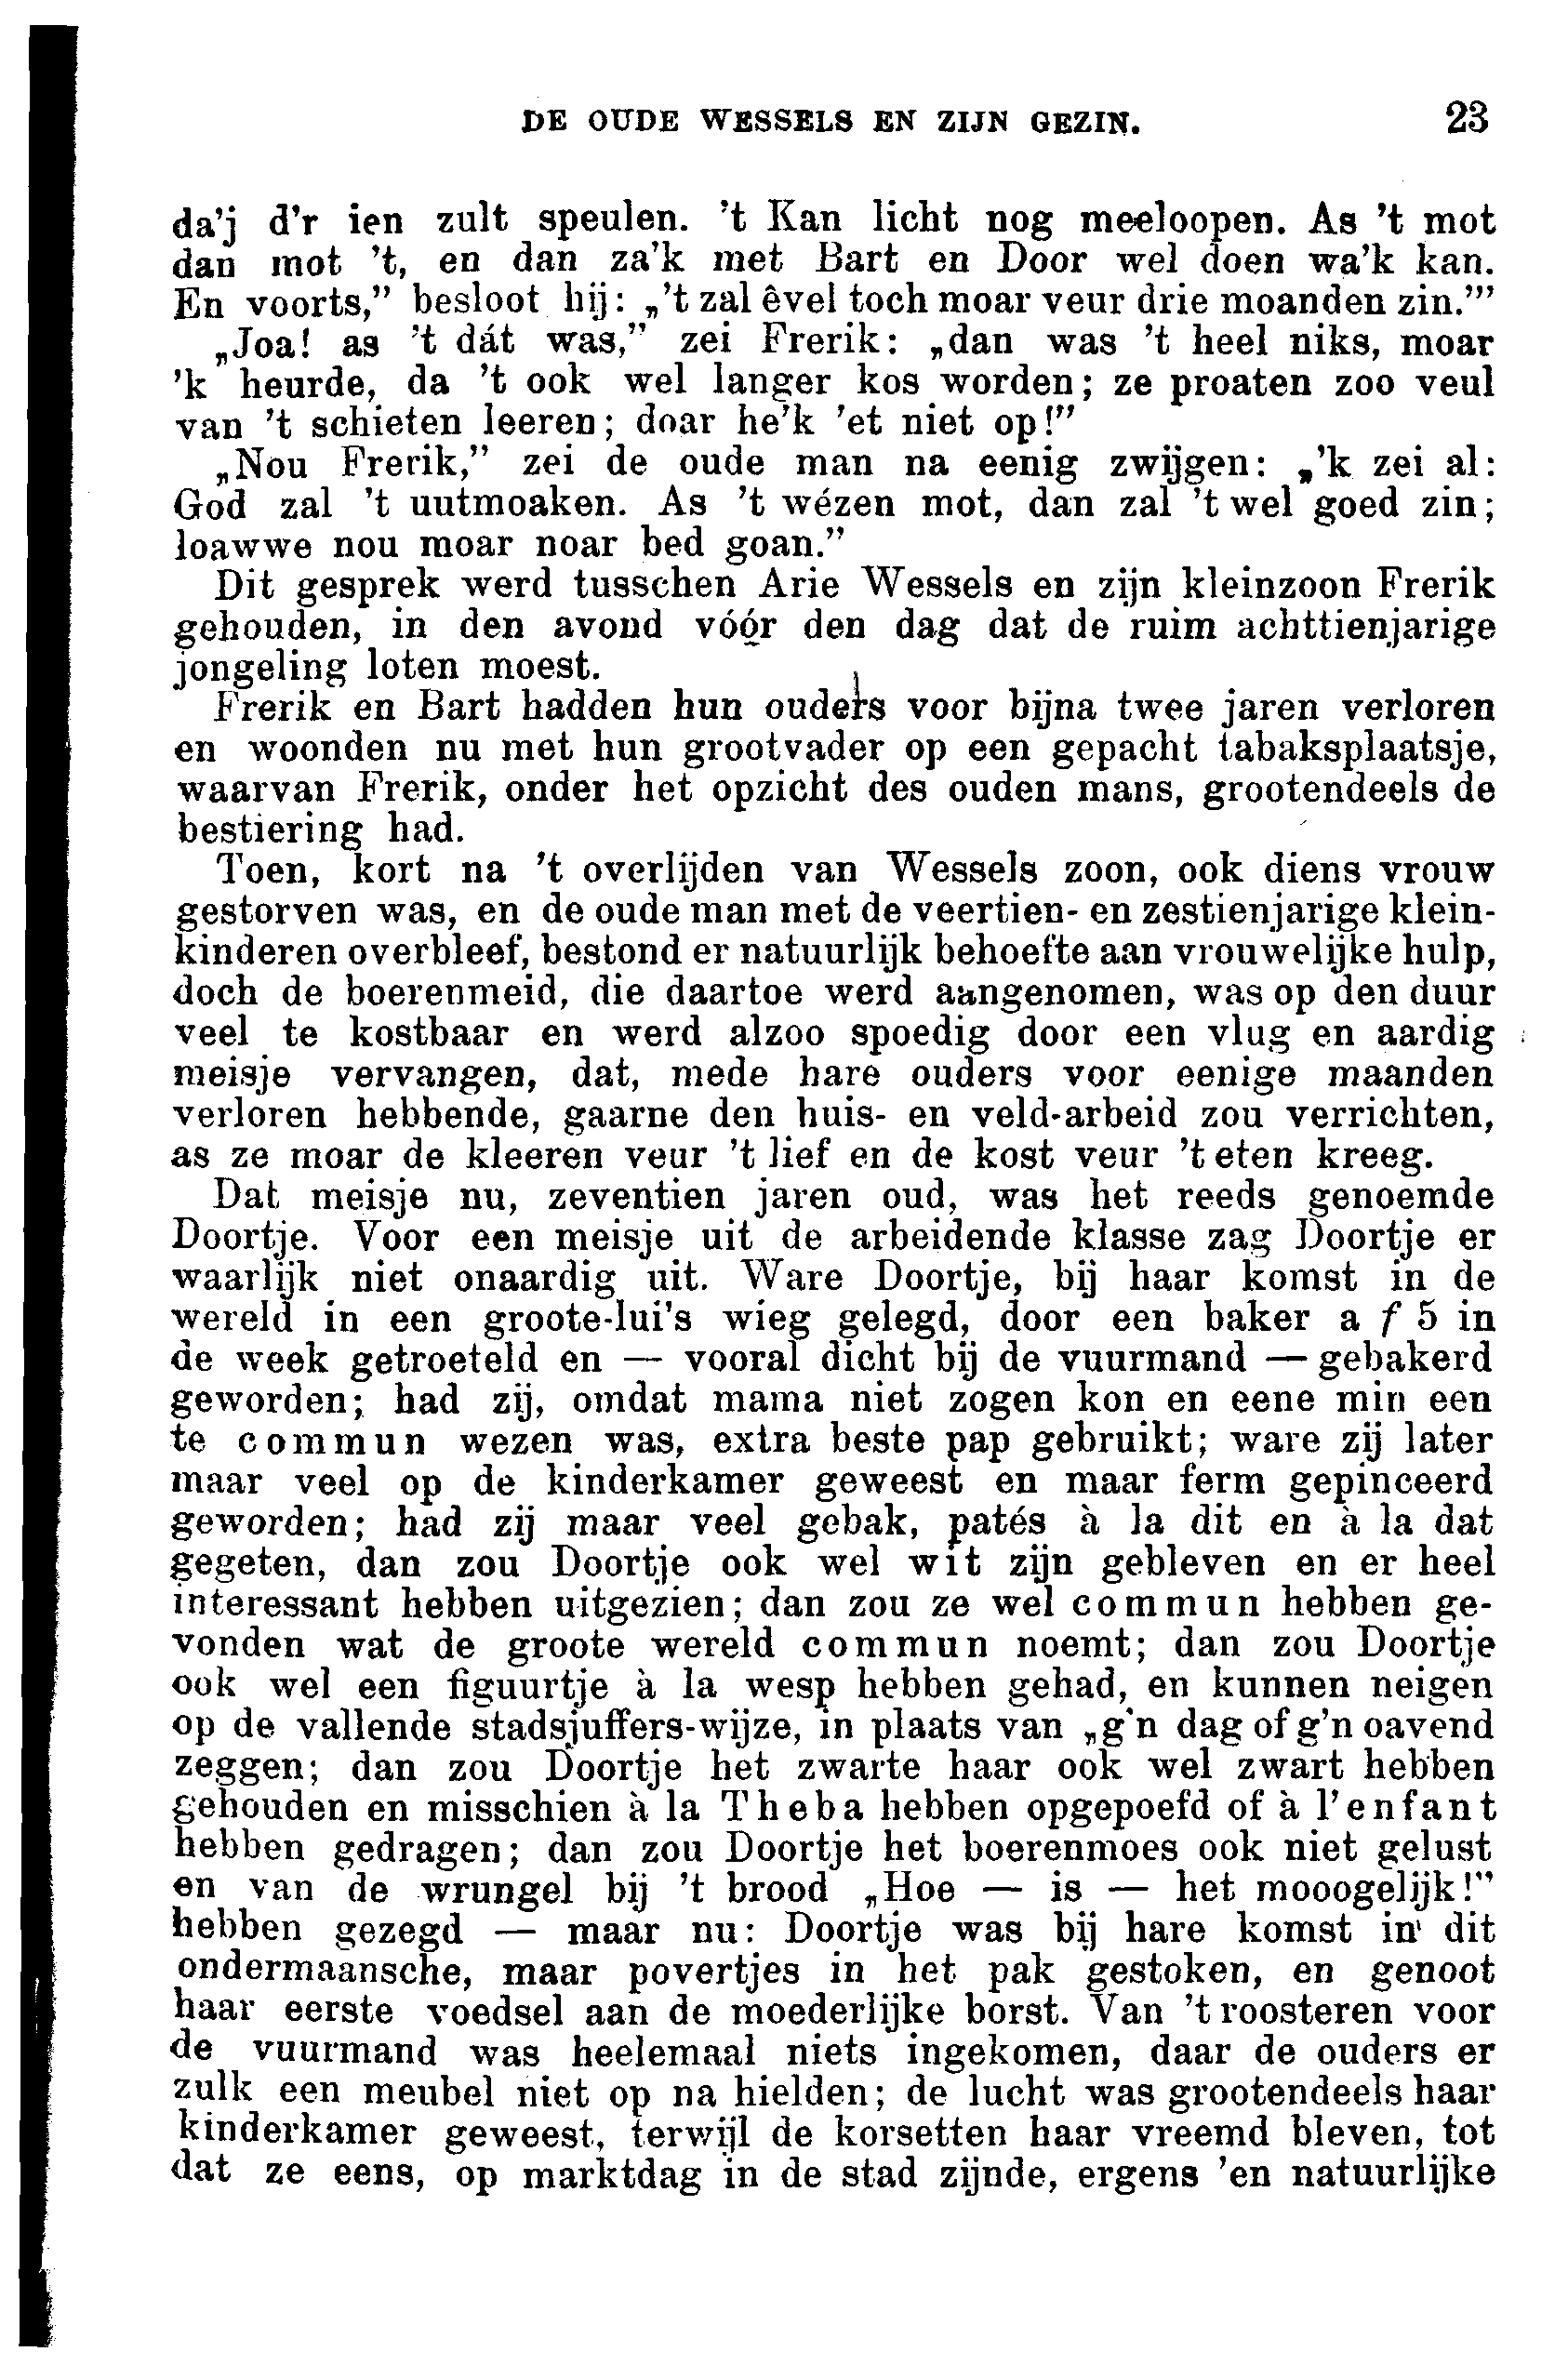 DE OUDE WESSELS EN ZIJN GEZIN. 23
da'j d'r ien zult speulen. 't Kan licht nog meeloopen. As 't mot
dan mot 't, en dan za'k met Bart en Door wel doen wa'k kan.
En voorts,” besloot hij: „'t zal êvel toch moar veur drie moanden zin.”'
„Joa! as 't dát was,” zei Frerik: „dan was 't heel niks, moar
'k heurde, da 't ook wel langer kos worden; ze proaten zoo veul
van 't schieten leeren; doar he'k 'et niet op!”
„Nou Frerik,” zei de oude man na eenig zwijgen: „'k zei al:
God zal 't uutmoaken. As 't wézen mot, dan zal 't wel goed zin;
loawwe nou moar noar bed goan.”
Dit gesprek werd tusschen Arie Wessels en zijn kleinzoon Frerik
gehouden, in den avond vóór den dag dat de ruim achttienjarige
jongeling loten moest.
Frerik en Bart hadden hun ouders voor bijna twee jaren verloren
en woonden nu met hun grootvader op een gepacht tabaksplaatsje,
waarvan Frerik, onder het opzicht des ouden mans, grootendeels de
bestiering had.
Toen, kort na 't overlijden van Wessels zoon, ook diens vrouw
gestorven was, en de oude man met de veertien- en zestienjarige klein-
kinderen overbleef, bestond er natuurlijk behoefte aan vrouwelijke hulp,
doch de boerenmeid, die daartoe werd aangenomen, was op den duur
veel te kostbaar en werd alzoo spoedig door een vlug en aardig
meisje vervangen, dat, mede hare ouders voor eenige maanden
verloren hebbende, gaarne den huis- en veld-arbeid zou verrichten,
as ze moar de kleeren veur 't lief en de kost veur 't eten kreeg.
Dat meisje nu, zeventien jaren oud, was het reeds genoemde
Doortje. Voor een meisje uit de arbeidende klasse zag Doortje er
waarlijk niet onaardig uit. Ware Doortje, bij haar komst in de
wereld in een groote-lui's wieg gelegd, door een baker a f 5 in
de week getroeteld en — vooral dicht bij de vuurmand — gebakerd
geworden; had zij, omdat mama niet zogen kon en eene min een
te commun wezen was, extra beste pap gebruikt; ware zij later
maar veel op de kinderkamer geweest en maar ferm gepinceerd
geworden; had zij maar veel gebak, patés à la dit en à la dat
gegeten, dan zou Doortje ook wel wit zijn gebleven en er heel
interessant hebben uitgezien; dan zou ze wel commun hebben ge-
vonden wat de groote wereld commun noemt; dan zou Doortje
ook wel een figuurtje à la wesp hebben gehad, en kunnen neigen
op de vallende stadsjuffers-wijze, in plaats van „g'n dag of g'n oavend
zeggen; dan zou Doortje het zwarte haar ook wel zwart hebben
gehouden en misschien à la Theba hebben opgepoefd of à l'enfant
hebben gedragen; dan zou Doortje het boerenmoes ook niet gelust
en van de wrungel bij 't brood „Hoe — is — het mooogelijk!”
hebben gezegd — maar nu: Doortje was bij hare komst in dit
ondermaansche, maar povertjes in het pak gestoken, en genoot
haar eerste voedsel aan de moederlijke borst. Van 't roosteren voor
de vuurmand was heelemaal niets ingekomen, daar de ouders er
zulk een meubel niet op na hielden; de lucht was grootendeels haar
kinderkamer geweest, terwijl de korsetten haar vreemd bleven, tot
dat ze eens, op marktdag in de stad zijnde, ergens 'en natuurlijke